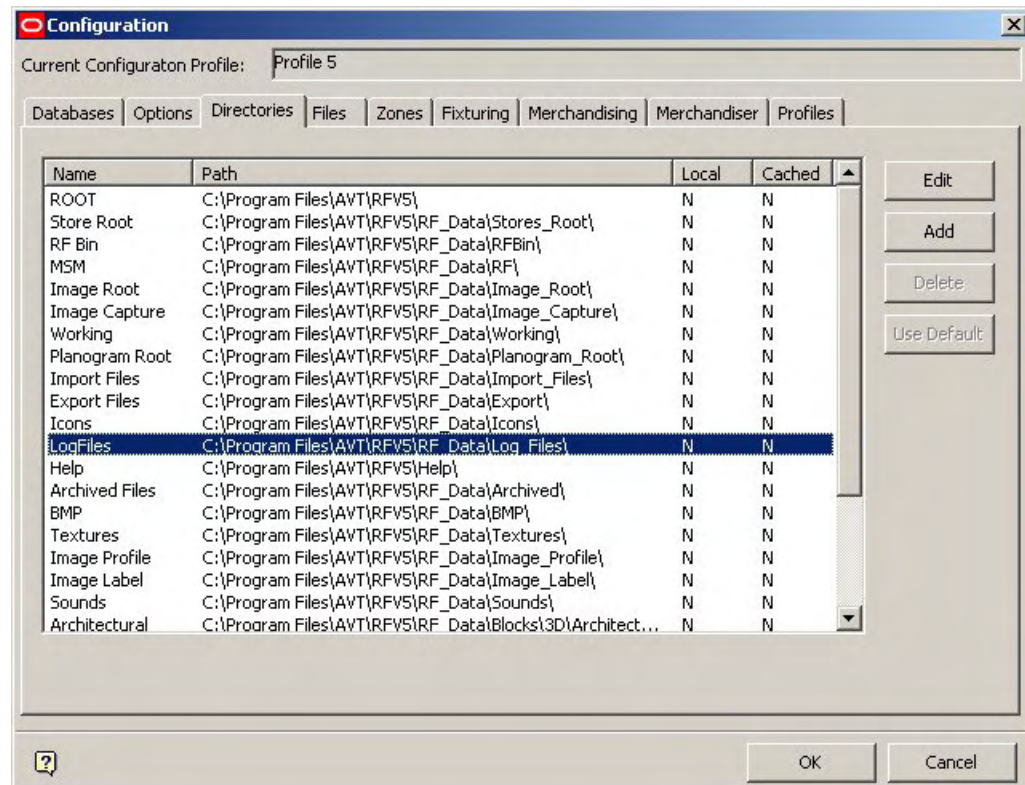 Configuration
Current Configuraton Profile: Profile 5
Databases Options Directories Files Zones Fixturing Merchandising Merchandiser Profiles
Name Path Local Cached
ROOT C:\Program Files\AVT\RFV5\ N N
Store Root C:\Program Files\AVT\RFV5\RF_Data\Stores_Root\ N N
RF Bin C:\Program Files\AVT\RFV5\RF_Data\RFBin\ N N
MSM C:\Program Files\AVT\RFV5\RF_Data\RF\ N N
Image Root C:\Program Files\AVT\RFV5\RF_Data\Image_Root\ N N
Image Capture C:\Program Files\AVT\RFV5\RF_Data\Image_Capture\ N N
Working C:\Program Files\AVT\RFV5\RF_Data\Working\ N N
Planogram Root C:\Program Files\AVT\RFV5\RF_Data\Planogram_Root\ N N
Import Files C:\Program Files\AVT\RFV5\RF_Data\Import_Files\ N N
Export Files C:\Program Files\AVT\RFV5\RF_Data\Export\ N N
Icons C:\Program Files\AVT\RFV5\RF_Data\Icons\ N N
LogFiles C:\Program Files\AVT\RFV5\RF_Data\Log_Files\ N N
Help C:\Program Files\AVT\RFV5\Help\ N N
Archived Files C:\Program Files\AVT\RFV5\RF_Data\Archived\ N N
BMP C:\Program Files\AVT\RFV5\RF_Data\BMP\ N N
Textures C:\Program Files\AVT\RFV5\RF_Data\Textures\ N N
Image Profile C:\Program Files\AVT\RFV5\RF_Data\Image_Profile\ N N
Image Label C:\Program Files\AVT\RFV5\RF_Data\Image_Label\ N N
Sounds C:\Program Files\AVT\RFV5\RF_Data\Sounds\ N N
Architectural C:\Program Files\AVT\RFV5\RF_Data\Blocks\3D\Architect... N N
Edit
Add
Delete
Use Default
?
OK Cancel